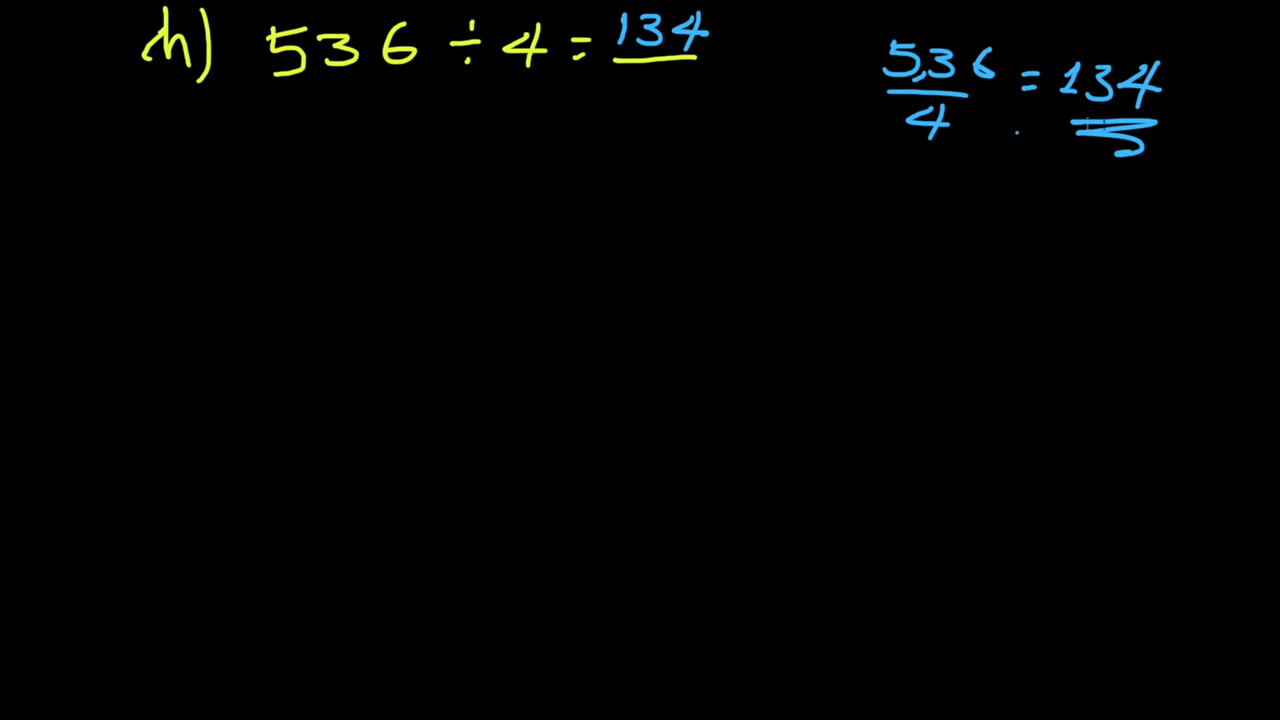 h) 536 ÷ 4 = 134
5,36 / 4 = 134